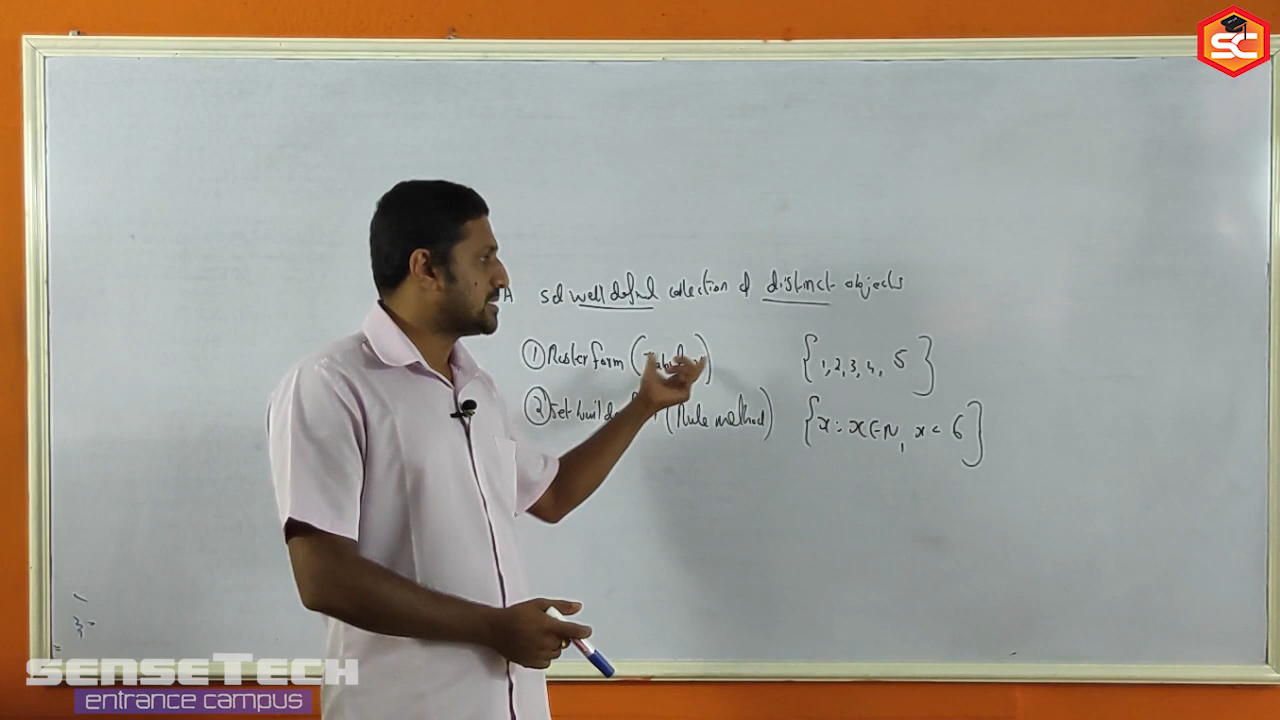 SC
A set well defined collection of distinct objects
① Roster form (Tabular)
{1, 2, 3, 4, 5}
② Set builder (Rule method)
{x : x ∈ N, x < 6}
SENSETECH
entrance campus